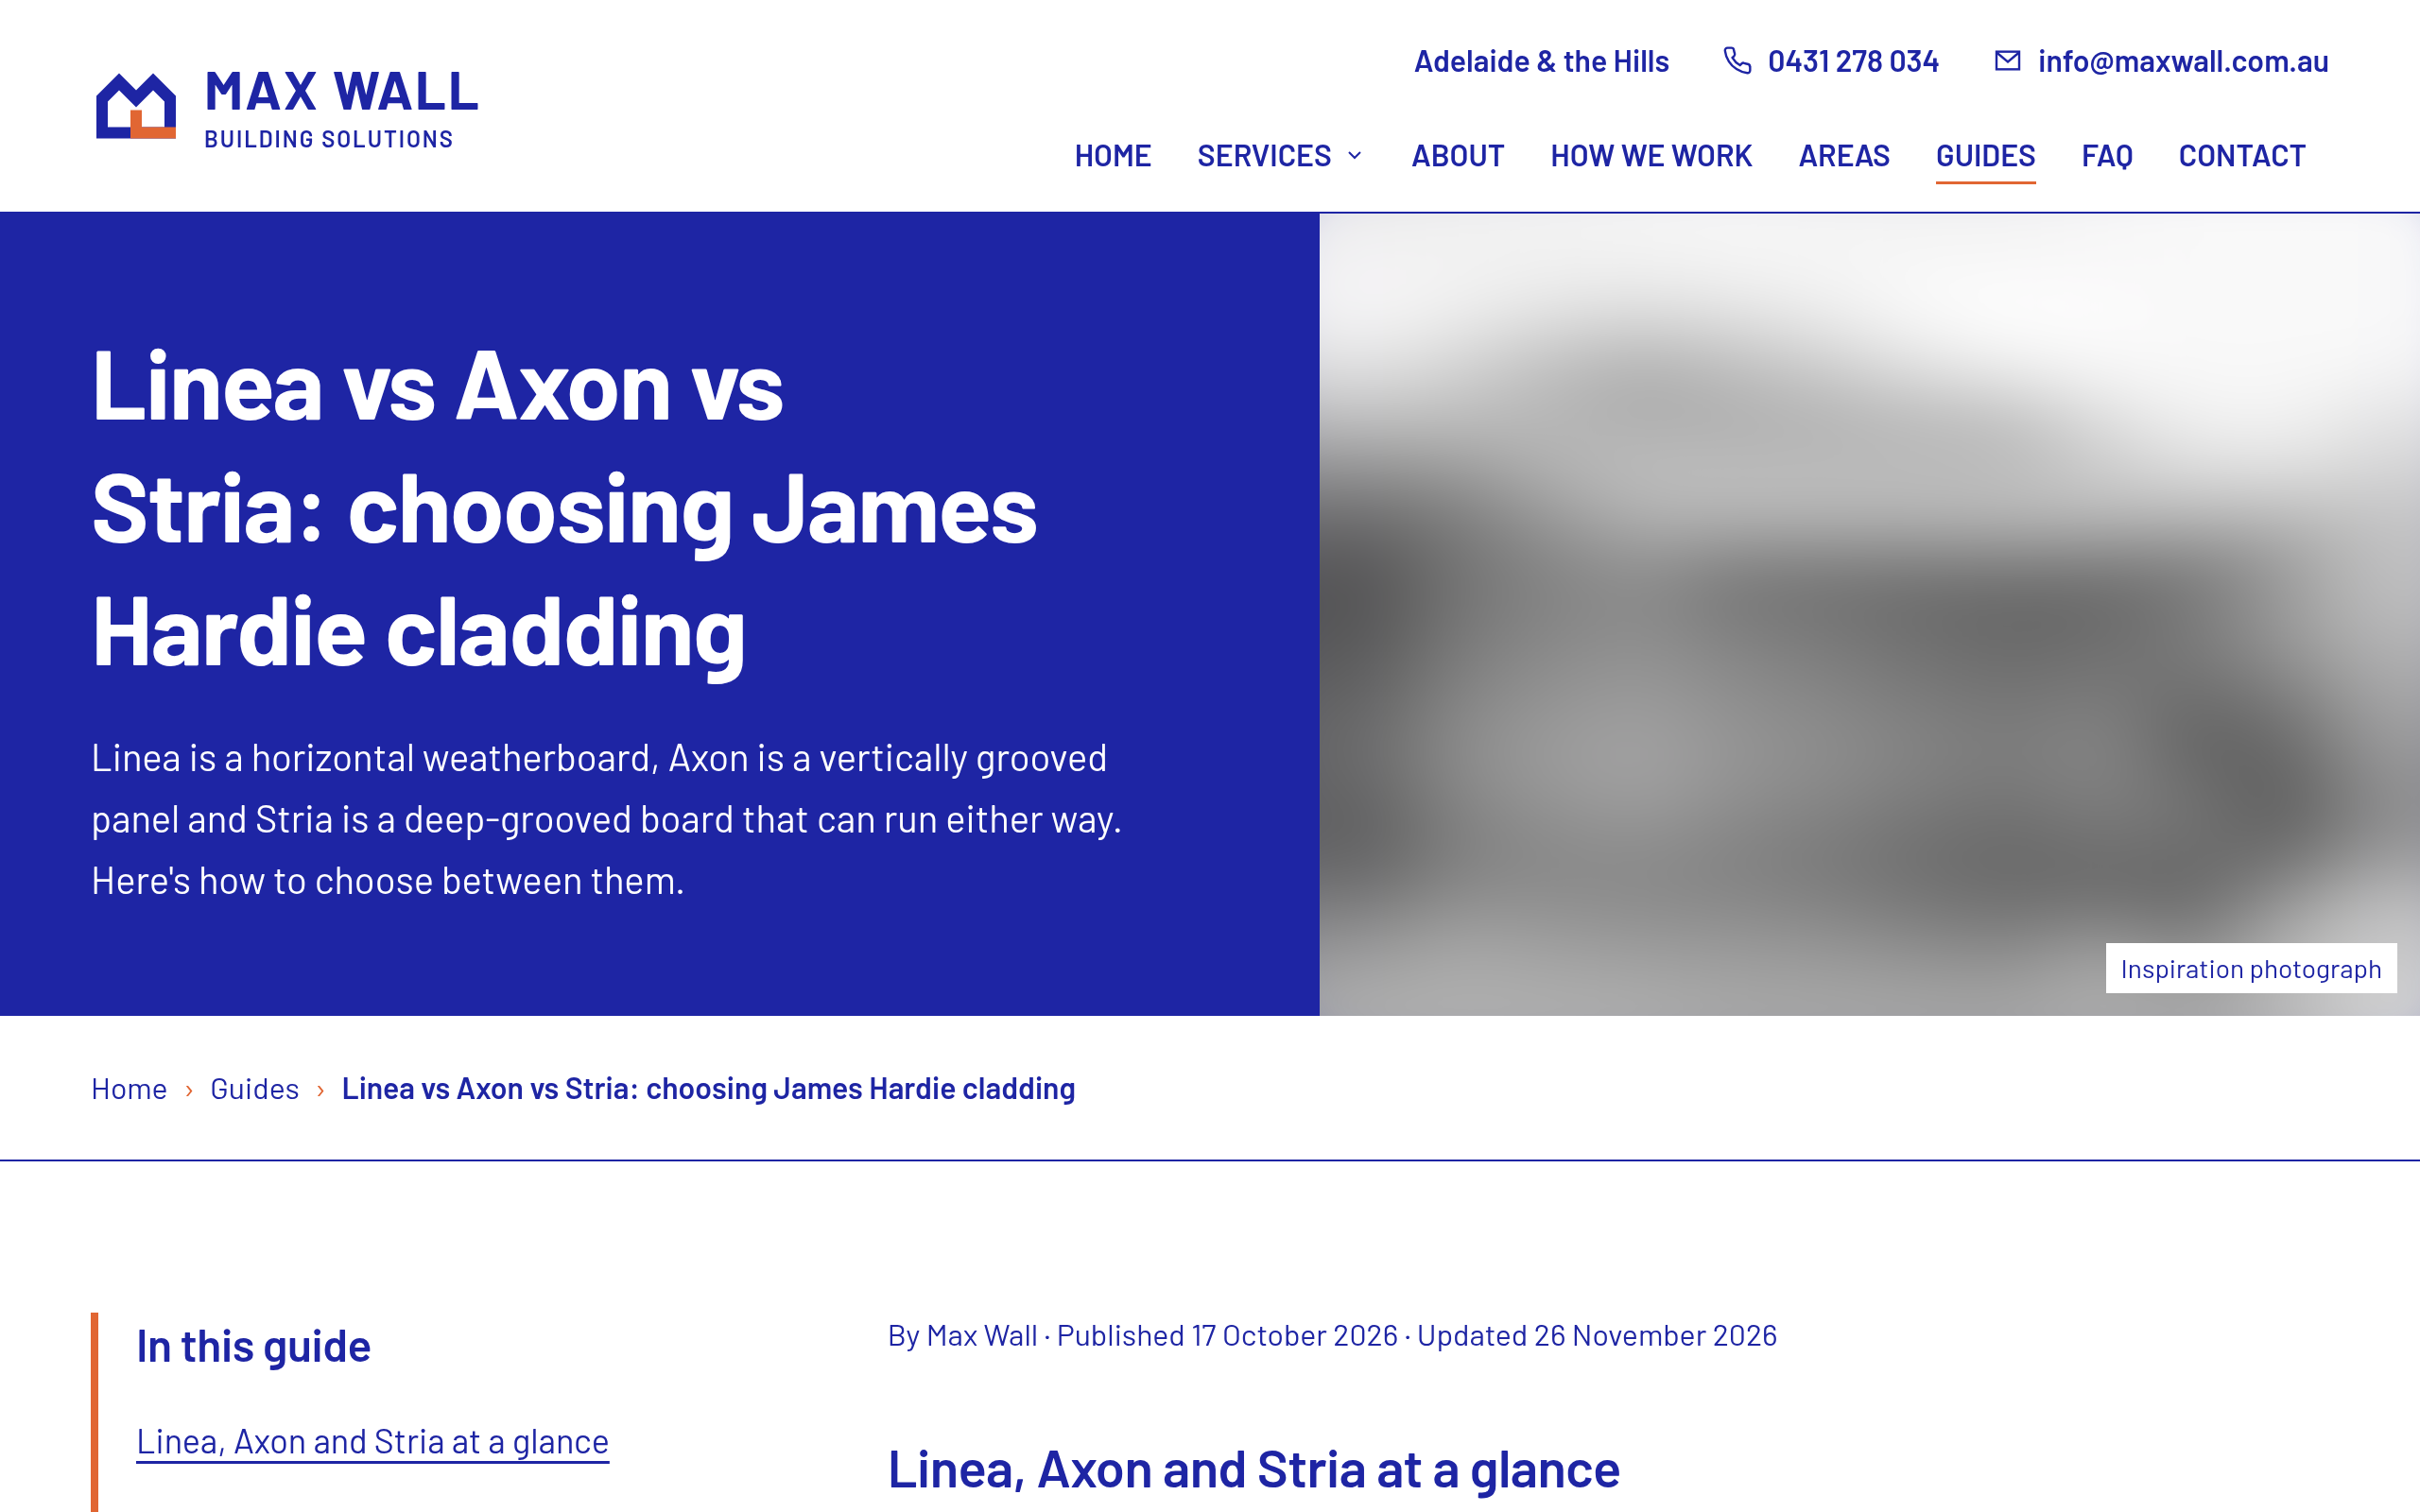 MAX WALL
BUILDING SOLUTIONS
Adelaide & the Hills 0431 278 034 info@maxwall.com.au
HOME SERVICES ABOUT HOW WE WORK AREAS GUIDES FAQ CONTACT
Linea vs Axon vs
Stria: choosing James
Hardie cladding
Linea is a horizontal weatherboard, Axon is a vertically grooved
panel and Stria is a deep-grooved board that can run either way.
Here's how to choose between them.
Inspiration photograph
Home › Guides › Linea vs Axon vs Stria: choosing James Hardie cladding
In this guide
Linea, Axon and Stria at a glance
By Max Wall · Published 17 October 2026 · Updated 26 November 2026
Linea, Axon and Stria at a glance